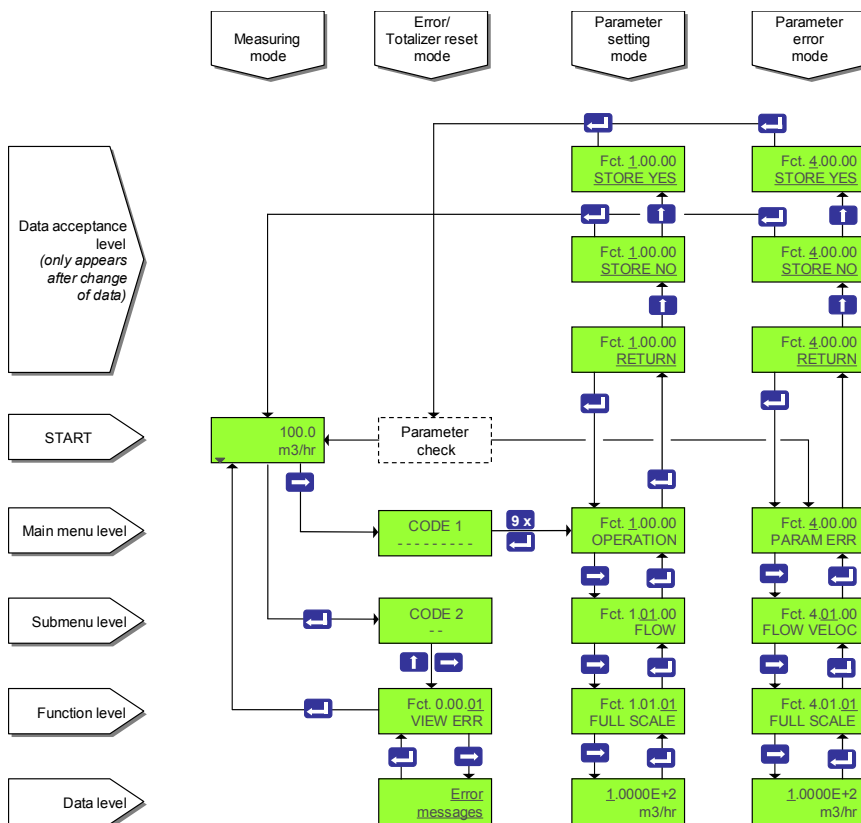 Measuring
mode
Error/
Totalizer reset
mode
Parameter
setting
mode
Parameter
error
mode
Data acceptance
level
(only appears
after change
of data)
Fct. 1.00.00
STORE YES
Fct. 4.00.00
STORE YES
Fct. 1.00.00
STORE NO
Fct. 4.00.00
STORE NO
Fct. 1.00.00
RETURN
Fct. 4.00.00
RETURN
START
100.0
m3/hr
Parameter
check
Main menu level
CODE 1
- - - - - - - - -
9 x
Fct. 1.00.00
OPERATION
Fct. 4.00.00
PARAM ERR
Submenu level
CODE 2
- -
Fct. 1.01.00
FLOW
Fct. 4.01.00
FLOW VELOC
Function level
Fct. 0.00.01
VIEW ERR
Fct. 1.01.01
FULL SCALE
Fct. 4.01.01
FULL SCALE
Data level
Error
messages
1.0000E+2
m3/hr
1.0000E+2
m3/hr